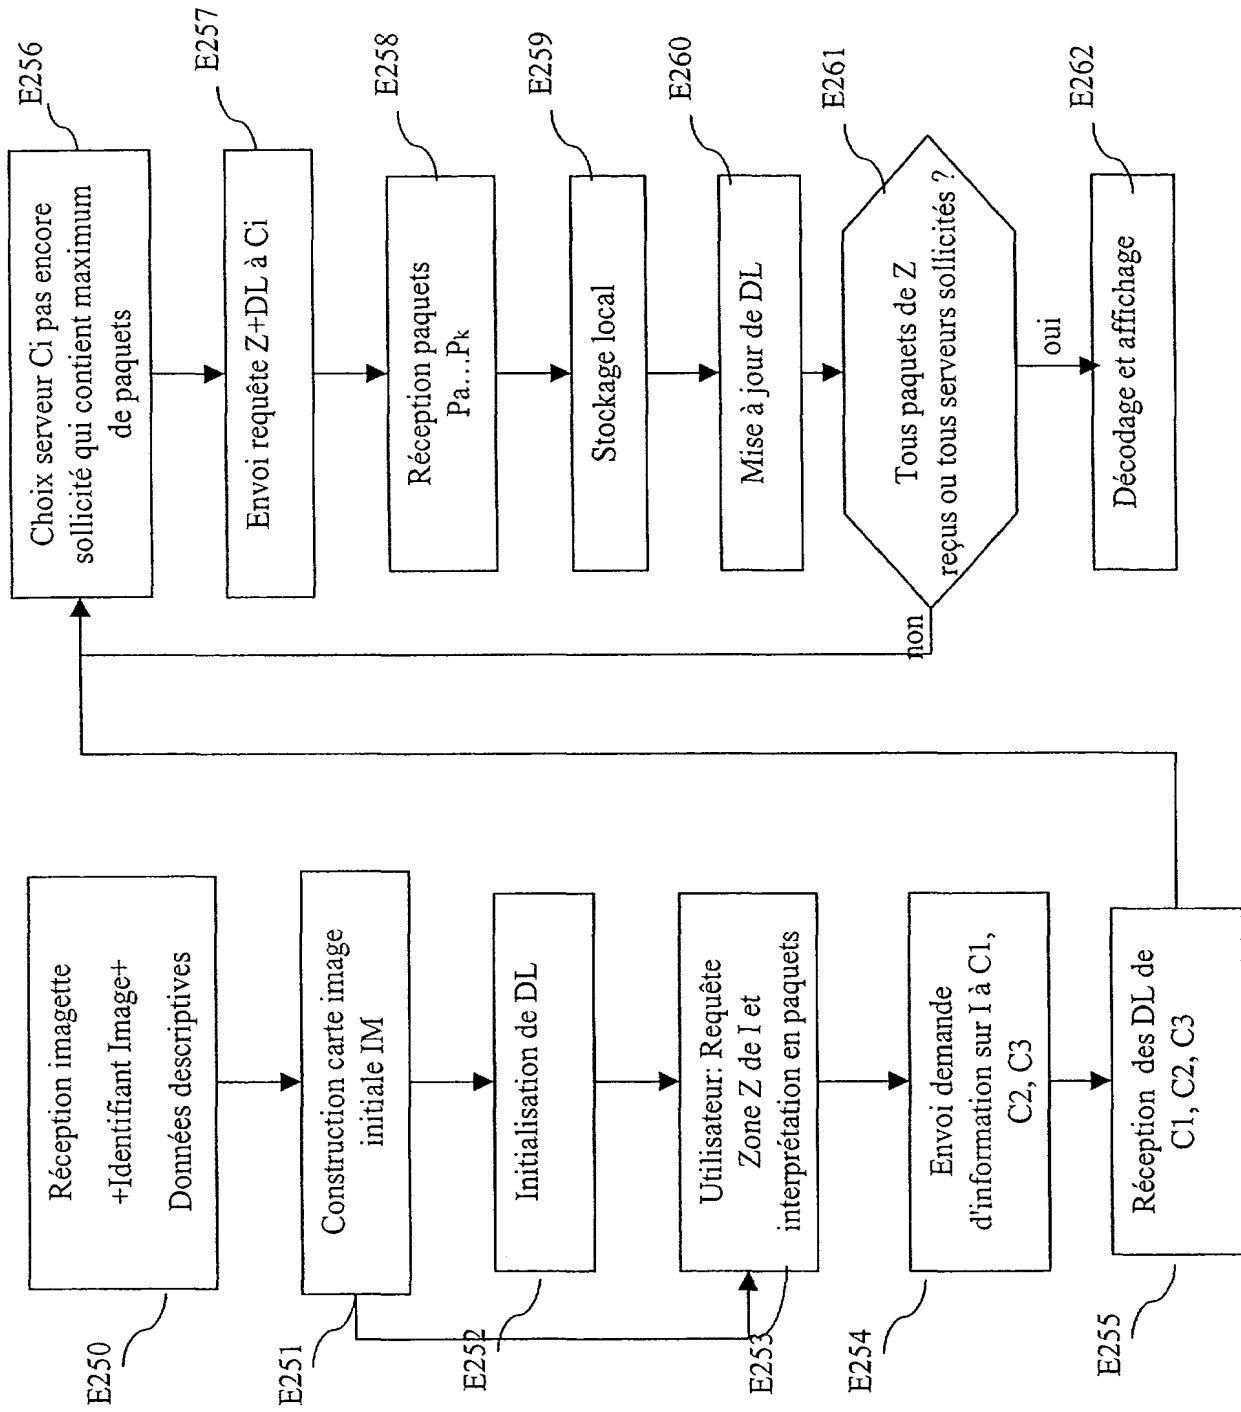 E250
Réception imagette
+Identifiant Image+
Données descriptives
E251
Construction carte image
initiale IM
E252
Initialisation de DL
E253
Utilisateur: Requête
Zone Z de I et
interprétation en paquets
E254
Envoi demande
d'information sur I à C1,
C2, C3
E255
Réception des DL de
C1, C2, C3
E256
Choix serveur Ci pas encore
sollicité qui contient maximum
de paquets
E257
Envoi requête Z+DL à Ci
E258
Réception paquets
Pa...Pk
E259
Stockage local
E260
Mise à jour de DL
E261
Tous paquets de Z
reçus ou tous serveurs sollicités ?
non
oui
E262
Décodage et affichage